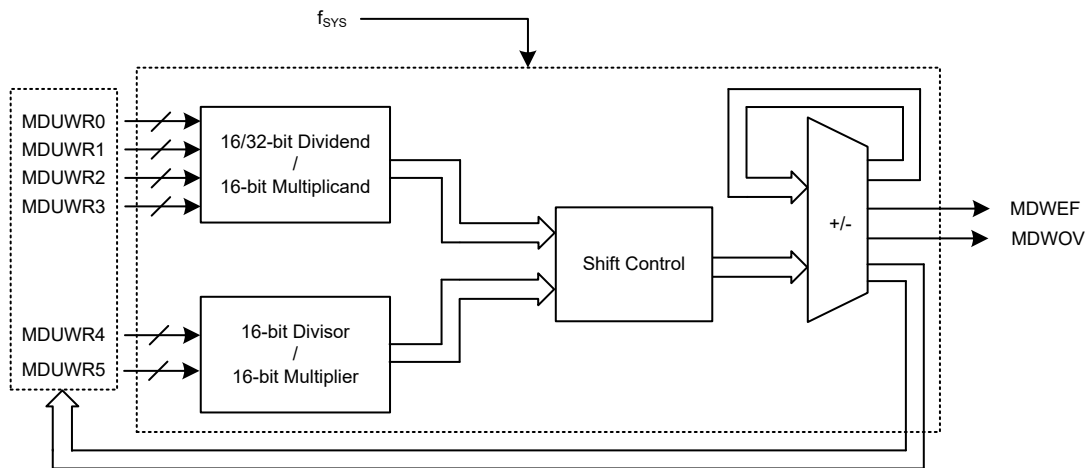 fSYS
MDUWR0
MDUWR1
MDUWR2
MDUWR3
16/32-bit Dividend
/
16-bit Multiplicand
MDUWR4
MDUWR5
16-bit Divisor
/
16-bit Multiplier
Shift Control
+/-
MDWEF
MDWOV